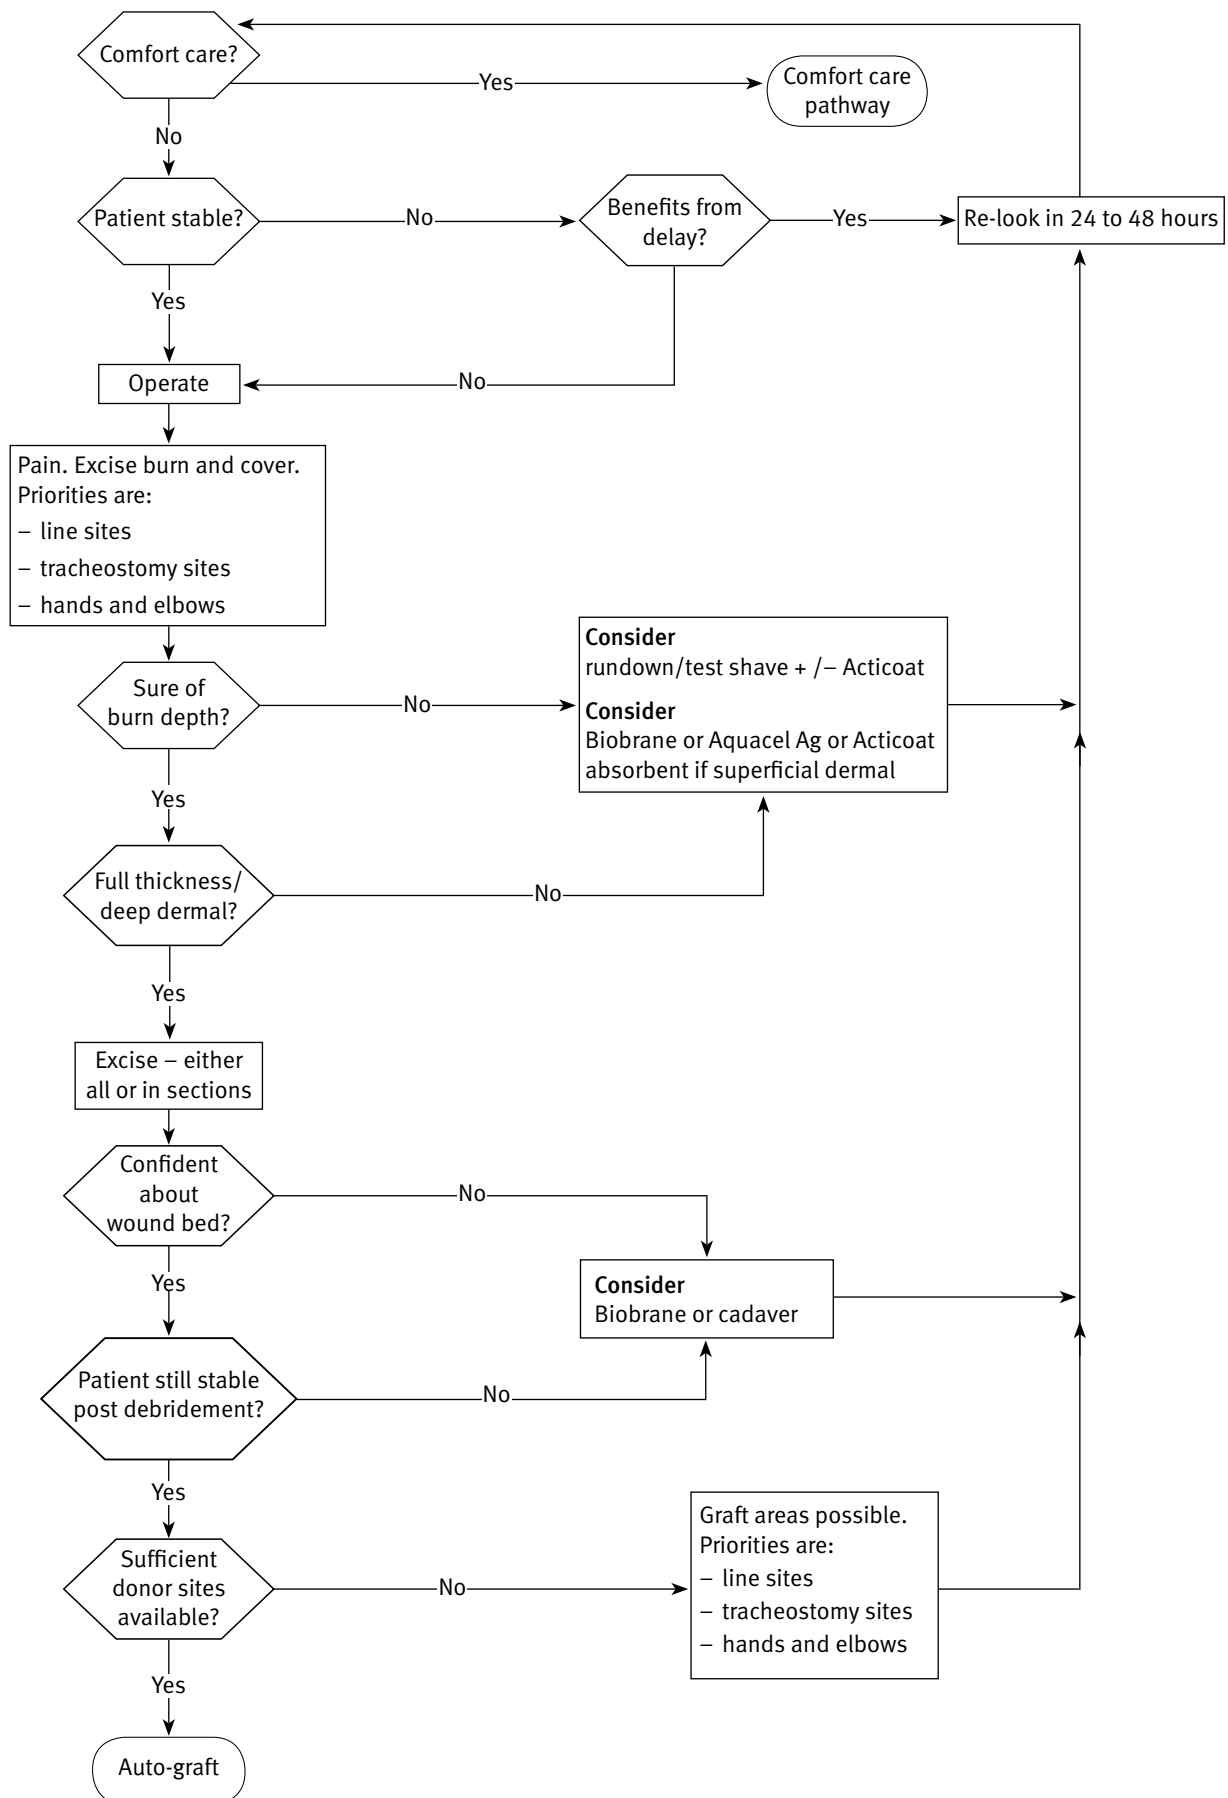 Comfort care?
Yes
Comfort care
pathway
No
Patient stable?
No
Benefits from
delay?
Yes
Re-look in 24 to 48 hours
Yes
Operate
No
Pain. Excise burn and cover.
Priorities are:
– line sites
– tracheostomy sites
– hands and elbows
Sure of
burn depth?
No
Consider
rundown/test shave + /– Acticoat
Consider
Biobrane or Aquacel Ag or Acticoat
absorbent if superficial dermal
Yes
Full thickness/
deep dermal?
No
Yes
Excise – either
all or in sections
Confident
about
wound bed?
No
Yes
Consider
Biobrane or cadaver
Patient still stable
post debridement?
No
Yes
Sufficient
donor sites
available?
No
Graft areas possible.
Priorities are:
– line sites
– tracheostomy sites
– hands and elbows
Yes
Auto-graft